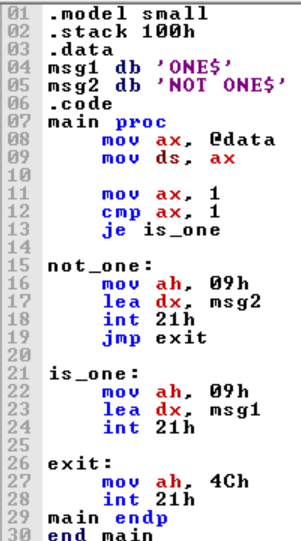 01 .model small
02 .stack 100h
03 .data
04 msg1 db 'ONE$'
05 msg2 db 'NOT ONE$'
06 .code
07 main proc
08 mov ax, @data
09 mov ds, ax
10
11 mov ax, 1
12 cmp ax, 1
13 je is_one
14
15 not_one:
16 mov ah, 09h
17 lea dx, msg2
18 int 21h
19 jmp exit
20
21 is_one:
22 mov ah, 09h
23 lea dx, msg1
24 int 21h
25
26 exit:
27 mov ah, 4Ch
28 int 21h
29 main endp
30 end main